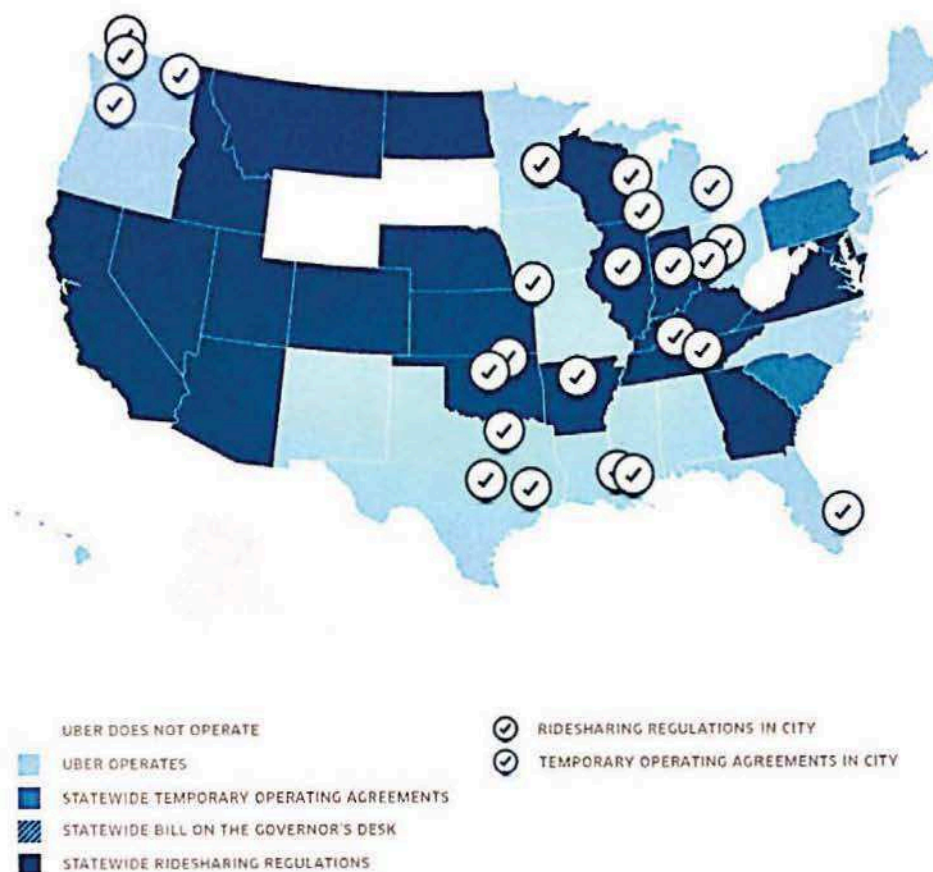 UBER DOES NOT OPERATE
UBER OPERATES
STATEWIDE TEMPORARY OPERATING AGREEMENTS
STATEWIDE BILL ON THE GOVERNOR'S DESK
STATEWIDE RIDESHARING REGULATIONS
RIDESHARING REGULATIONS IN CITY
TEMPORARY OPERATING AGREEMENTS IN CITY